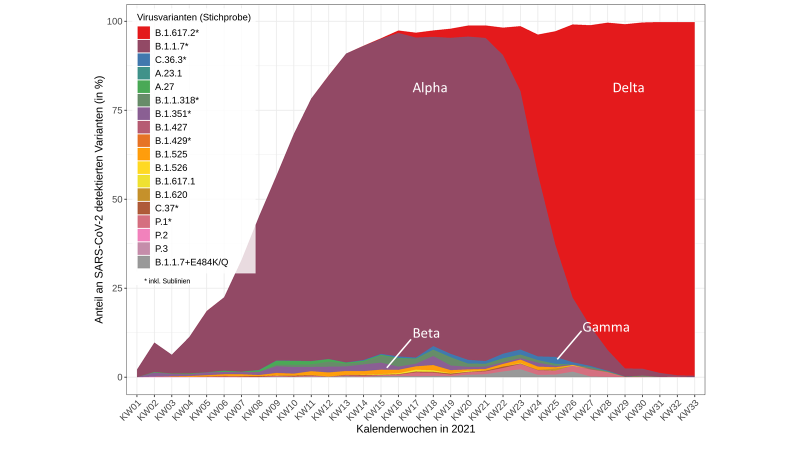 Virusvarianten (Stichprobe)
B.1.617.2*
B.1.1.7*
C.36.3*
A.23.1
A.27
B.1.1.318*
B.1.351*
B.1.427
B.1.429*
B.1.525
B.1.526
B.1.617.1
B.1.620
C.37*
P.1*
P.2
P.3
B.1.1.7+E484K/Q
* inkl. Sublinien
Alpha
Delta
Beta
Gamma
Anteil an SARS-CoV-2 detektierten Varianten (in %)
100
75
50
25
0
KW01
KW02
KW03
KW04
KW05
KW06
KW07
KW08
KW09
KW10
KW11
KW12
KW13
KW14
KW15
KW16
KW17
KW18
KW19
KW20
KW21
KW22
KW23
KW24
KW25
KW26
KW27
KW28
KW29
KW30
KW31
KW32
KW33
Kalenderwochen in 2021